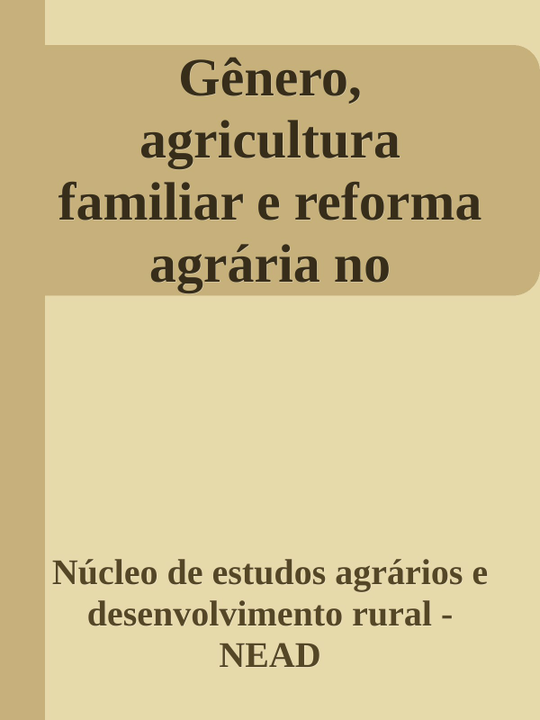 Gênero,
agricultura
familiar e reforma
agrária no
Núcleo de estudos agrários e
desenvolvimento rural -
NEAD